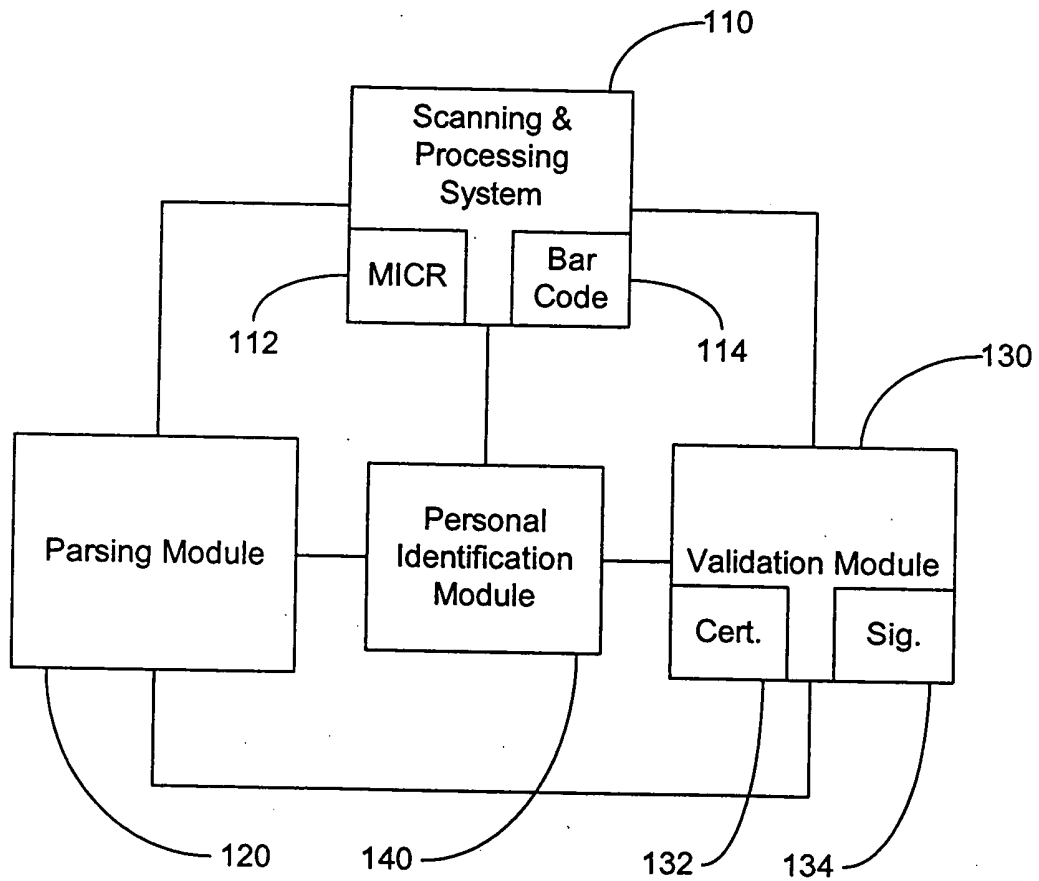 110
Scanning &
Processing
System
MICR
Bar
Code
112
114
130
Parsing Module
Personal
Identification
Module
Validation Module
Cert.
Sig.
120
140
132
134